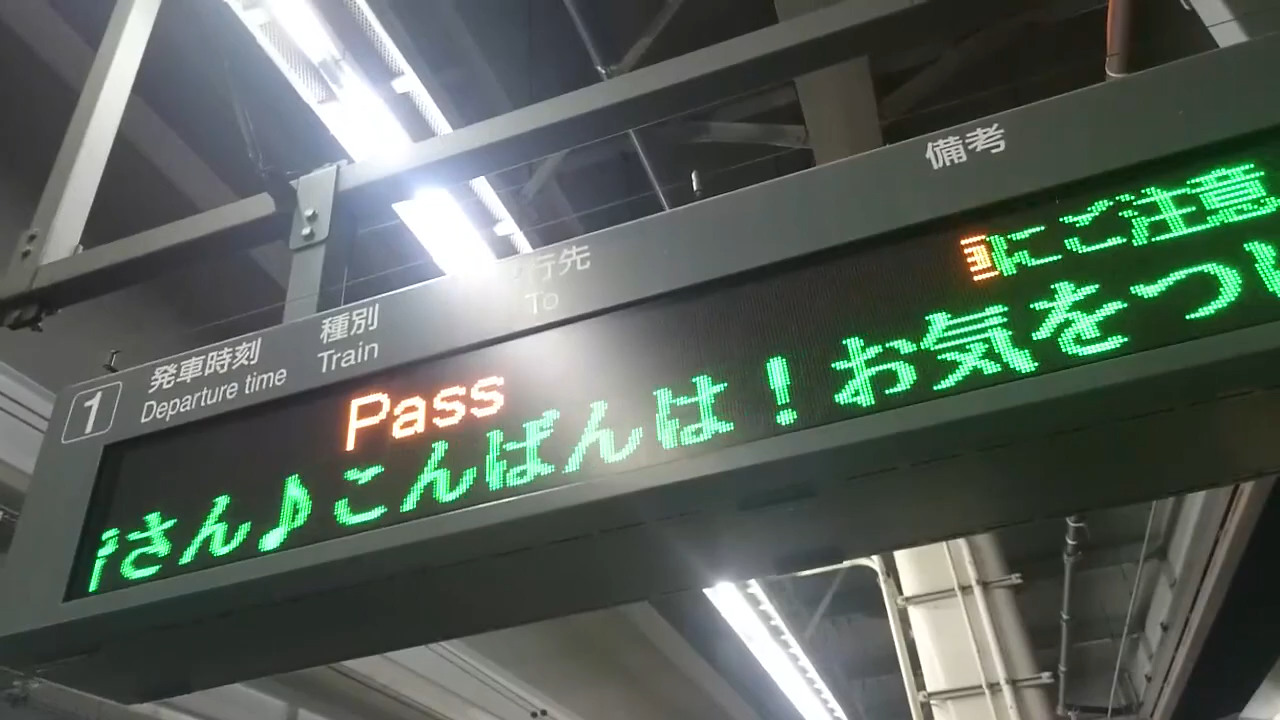 1 発車時刻 種別 行先 備考
Departure time Train To
Pass にご注意
さん♪こんばんは!お気をつけ